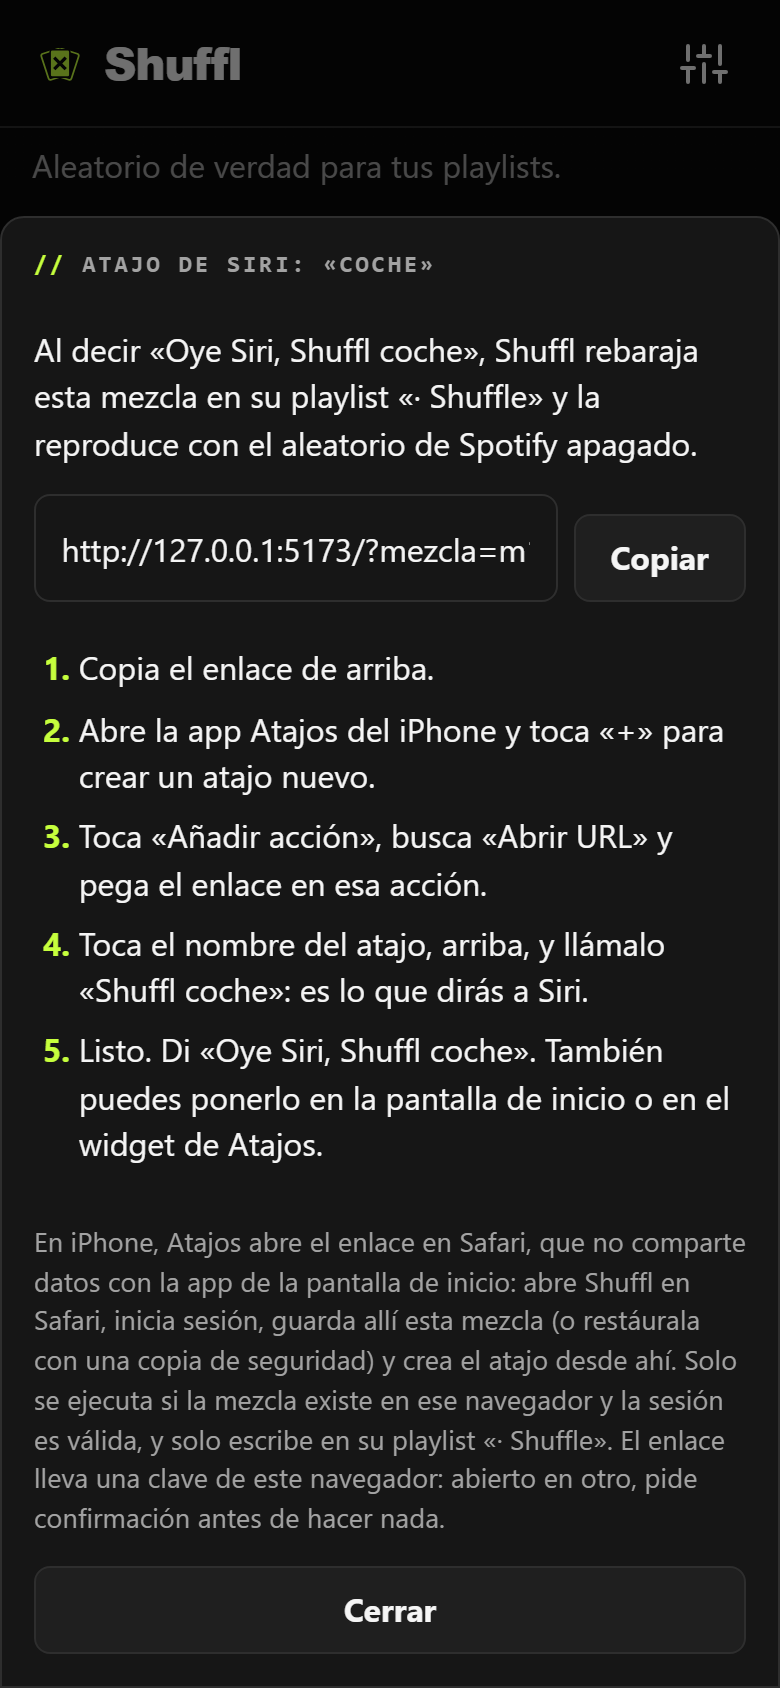 Shuffl
Aleatorio de verdad para tus playlists.
// ATAJO DE SIRI: «COCHE»
Al decir «Oye Siri, Shuffl coche», Shuffl rebaraja
esta mezcla en su playlist «· Shuffle» y la
reproduce con el aleatorio de Spotify apagado.
http://127.0.0.1:5173/?mezcla=m
Copiar
1. Copia el enlace de arriba.
2. Abre la app Atajos del iPhone y toca «+» para
crear un atajo nuevo.
3. Toca «Añadir acción», busca «Abrir URL» y
pega el enlace en esa acción.
4. Toca el nombre del atajo, arriba, y llámalo
«Shuffl coche»: es lo que dirás a Siri.
5. Listo. Di «Oye Siri, Shuffl coche». También
puedes ponerlo en la pantalla de inicio o en el
widget de Atajos.
En iPhone, Atajos abre el enlace en Safari, que no comparte
datos con la app de la pantalla de inicio: abre Shuffl en
Safari, inicia sesión, guarda allí esta mezcla (o restáurala
con una copia de seguridad) y crea el atajo desde ahí. Solo
se ejecuta si la mezcla existe en ese navegador y la sesión
es válida, y solo escribe en su playlist «· Shuffle». El enlace
lleva una clave de este navegador: abierto en otro, pide
confirmación antes de hacer nada.
Cerrar